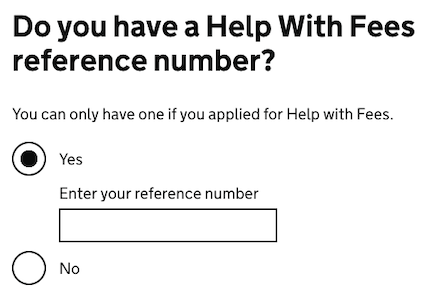 Do you have a Help With Fees
reference number?
You can only have one if you applied for Help with Fees.
Yes
Enter your reference number
No